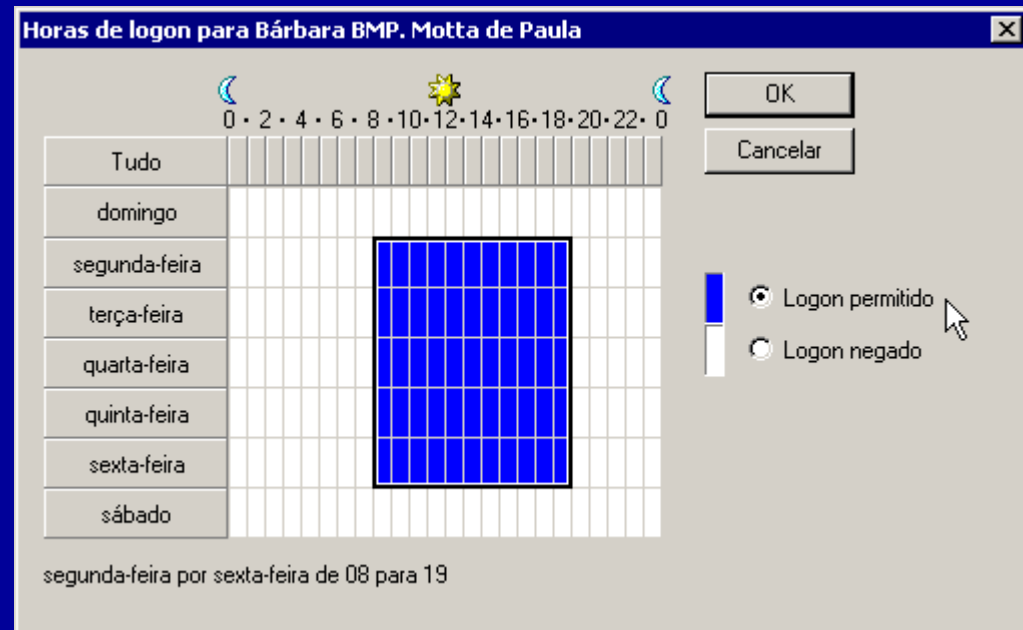 Horas de logon para Bárbara BMP. Motta de Paula
0 · 2 · 4 · 6 · 8 ·10·12·14·16·18·20·22· 0
OK
Cancelar
Tudo
domingo
segunda-feira
terça-feira
quarta-feira
quinta-feira
sexta-feira
sábado
Logon permitido
Logon negado
segunda-feira por sexta-feira de 08 para 19